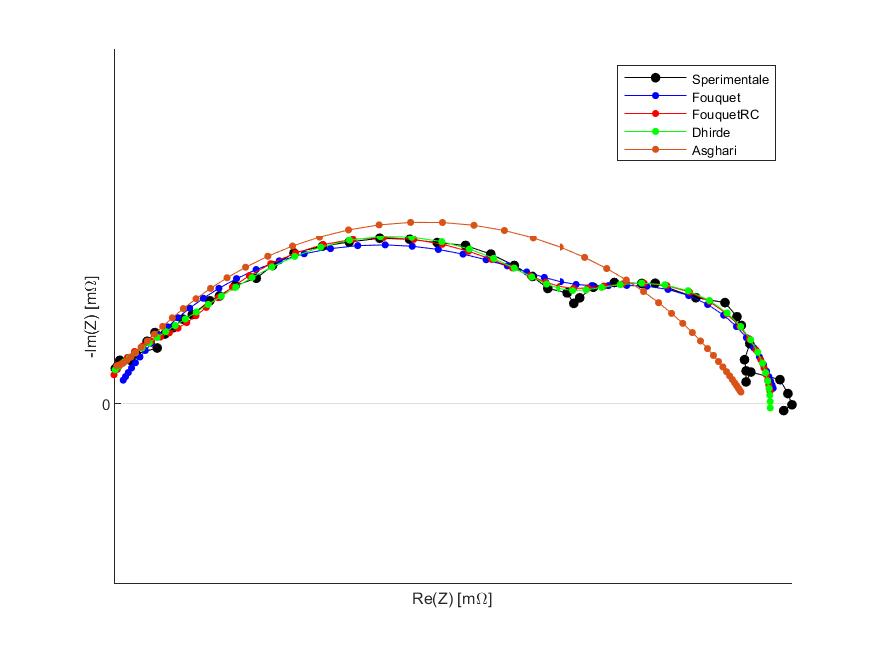 Sperimentale
Fouquet
FouquetRC
Dhirde
Asghari
-Im(Z) [mΩ]
0
Re(Z) [mΩ]